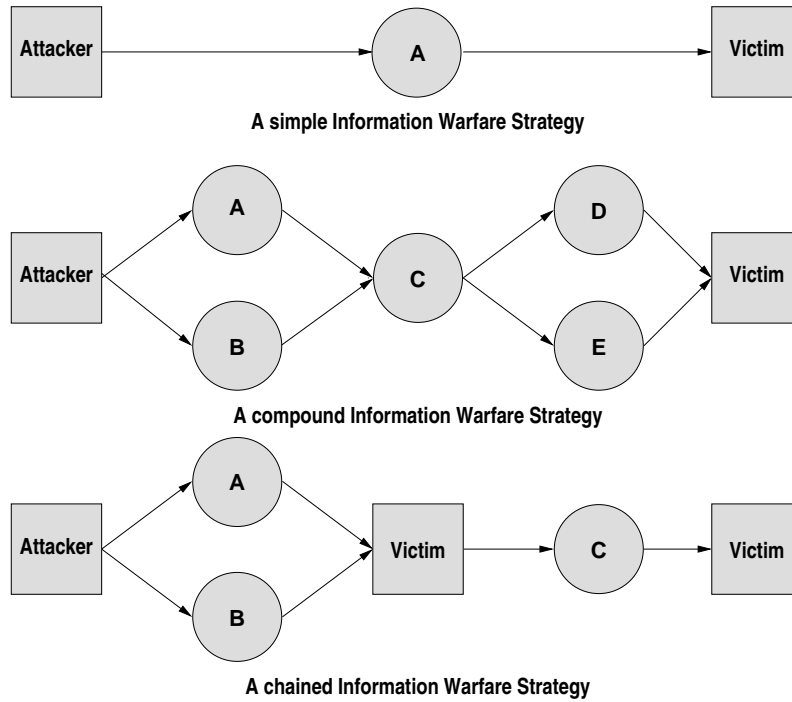 Attacker
A
Victim
A simple Information Warfare Strategy
A
D
Attacker
C
Victim
B
E
A compound Information Warfare Strategy
A
Attacker
Victim
C
Victim
B
A chained Information Warfare Strategy